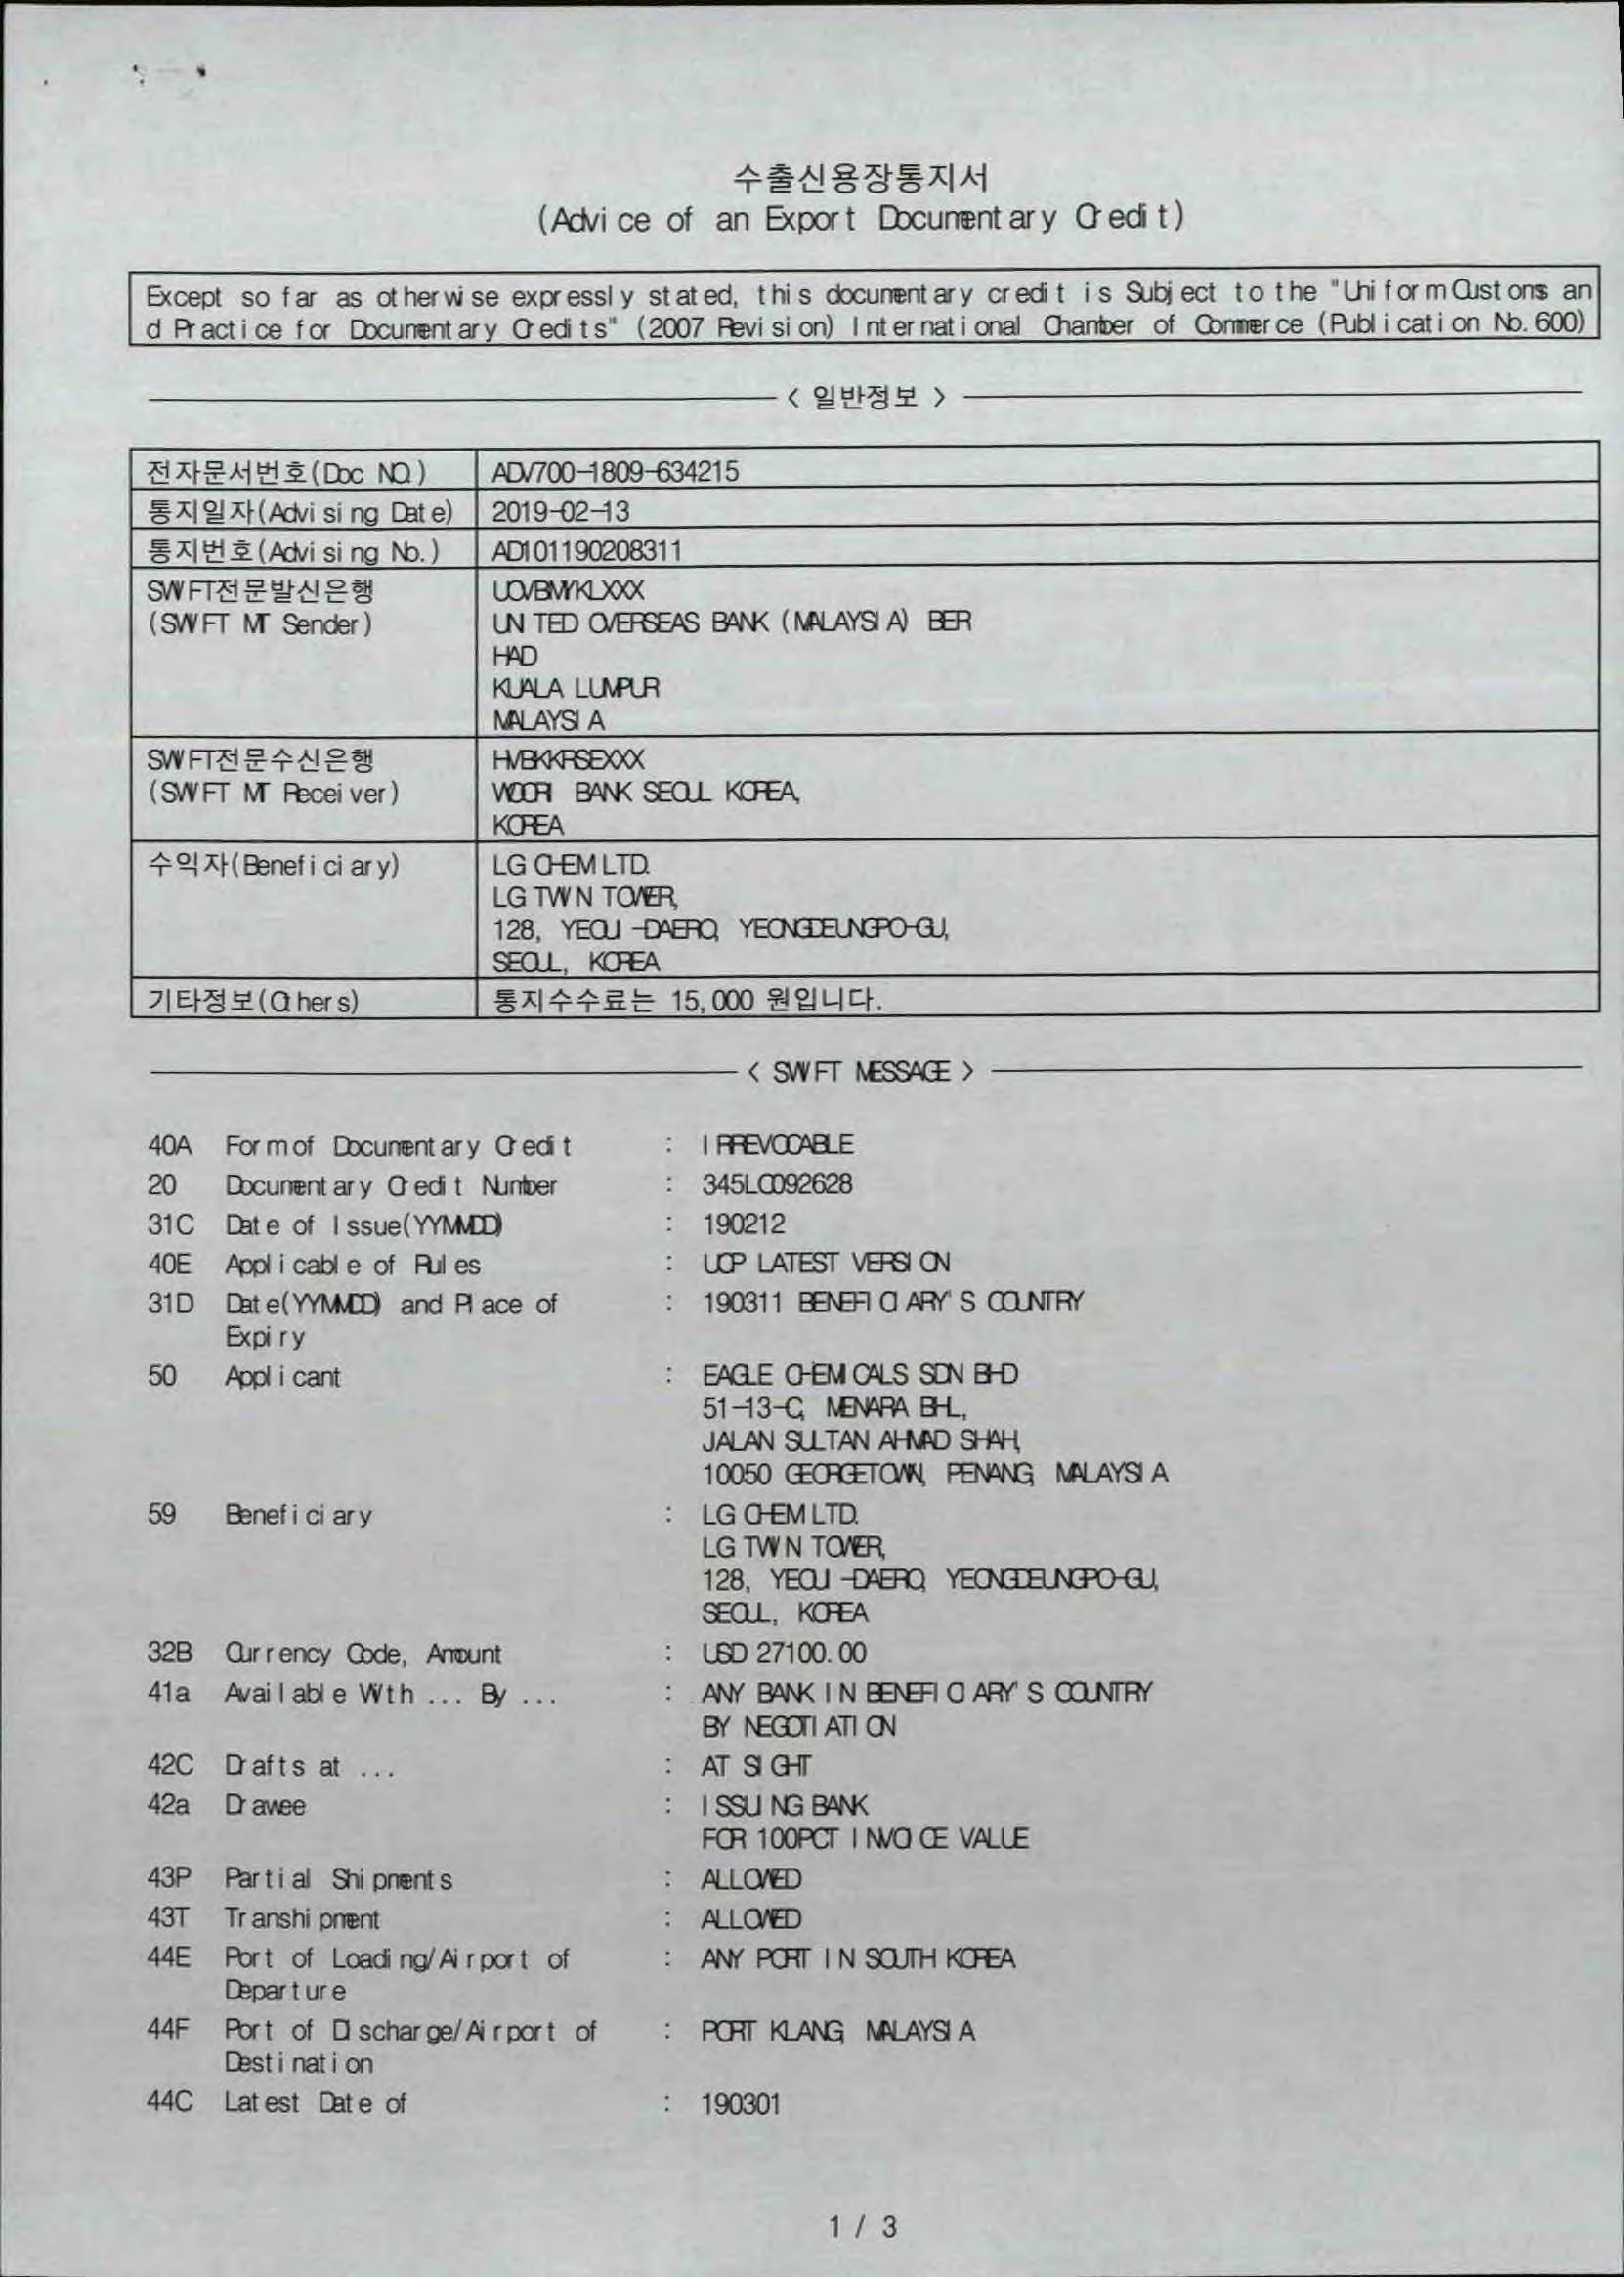 수출신용장통지서
(Advice of an Export Documentary Credit)
Except so far as otherwise expressly stated, this documentary credit is Subject to the "Uniform Customs an
d Practice for Documentary Credits" (2007 Revision) International Chamber of Commerce (Publication No.600)
< 일반정보 >
전자문서번호(Doc NO.) ADV700-1809-634215
통지일자(Advising Date) 2019-02-13
통지번호(Advising No.) AD101190208311
SWIFT전문발신은행 UOVBMYKLXXX
(SWIFT MT Sender) UNITED OVERSEAS BANK (MALAYSIA) BER
HAD
KUALA LUMPUR
MALAYSIA
SWIFT전문수신은행 HVBKKRSEXXX
(SWIFT MT Receiver) WOORI BANK SEOUL KOREA,
KOREA
수익자(Beneficiary) LG CHEM LTD.
LG TWIN TOWER,
128, YEOUI-DAERO, YEONGDEUNGPO-GU,
SEOUL, KOREA
기타정보(Others) 통지수수료는 15,000 원입니다.
< SWIFT MESSAGE >
40A Form of Documentary Credit : IRREVOCABLE
20 Documentary Credit Number : 345LC092628
31C Date of Issue(YYMMDD) : 190212
40E Applicable of Rules : UCP LATEST VERSION
31D Date(YYMMDD) and Place of : 190311 BENEFICIARY'S COUNTRY
Expiry
50 Applicant : EAGLE CHEMICALS SDN BHD
51-13-C, MENARA BHL,
JALAN SULTAN AHMAD SHAH,
10050 GEORGETOWN, PENANG, MALAYSIA
59 Beneficiary : LG CHEM LTD.
LG TWIN TOWER,
128, YEOUI-DAERO, YEONGDEUNGPO-GU,
SEOUL, KOREA
32B Currency Code, Amount : USD 27100.00
41a Available With ... By ... : ANY BANK IN BENEFICIARY'S COUNTRY
BY NEGOTIATION
42C Drafts at ... : AT SIGHT
42a Drawee : ISSUING BANK
FOR 100PCT INVOICE VALUE
43P Partial Shipments : ALLOWED
43T Transhipment : ALLOWED
44E Port of Loading/Airport of : ANY PORT IN SOUTH KOREA
Departure
44F Port of Discharge/Airport of : PORT KLANG, MALAYSIA
Destination
44C Latest Date of : 190301
1 / 3